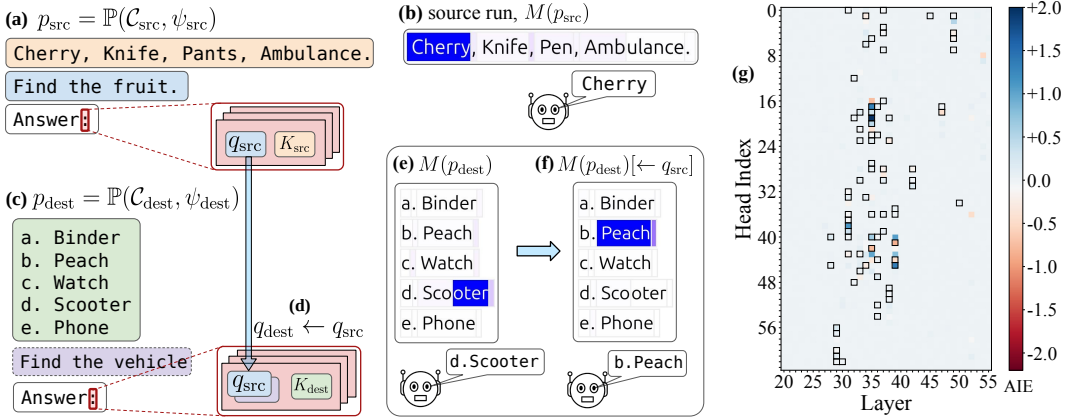 (a) p_src = ℙ(𝒞_src, ψ_src)
Cherry, Knife, Pants, Ambulance.
Find the fruit.
Answer:
q_src
K_src
(b) source run, M(p_src)
Cherry, Knife, Pen, Ambulance.
Cherry
(c) p_dest = ℙ(𝒞_dest, ψ_dest)
a. Binder
b. Peach
c. Watch
d. Scooter
e. Phone
Find the vehicle
Answer:
(d)
q_dest ← q_src
q_src
K_dest
(e) M(p_dest)
a. Binder
b. Peach
c. Watch
d. Scooter
e. Phone
d.Scooter
(f) M(p_dest)[← q_src]
a. Binder
b. Peach
c. Watch
d. Scooter
e. Phone
b.Peach
(g)
Head Index
0
8
16
24
32
40
48
56
20 30 40 45 55
Layer
+2.0
+1.5
+1.0
+0.5
0.0
-0.5
-1.0
-1.5
-2.0
AIE